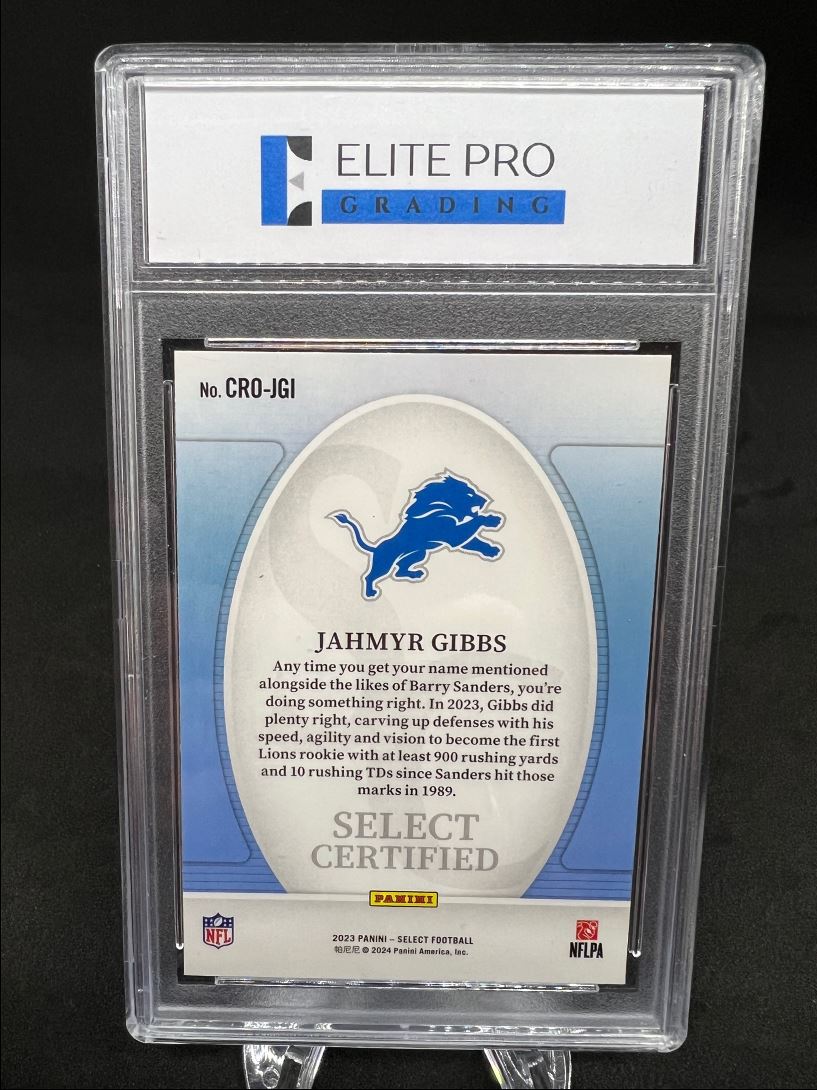 ELITE PRO
GRADING
No. CRO-JGI
JAHMYR GIBBS
Any time you get your name mentioned
alongside the likes of Barry Sanders, you're
doing something right. In 2023, Gibbs did
plenty right, carving up defenses with his
speed, agility and vision to become the first
Lions rookie with at least 900 rushing yards
and 10 rushing TDs since Sanders hit those
marks in 1989.
SELECT
CERTIFIED
PANINI
NFL
2023 PANINI – SELECT FOOTBALL
帕尼尼 © 2024 Panini America, Inc.
NFLPA